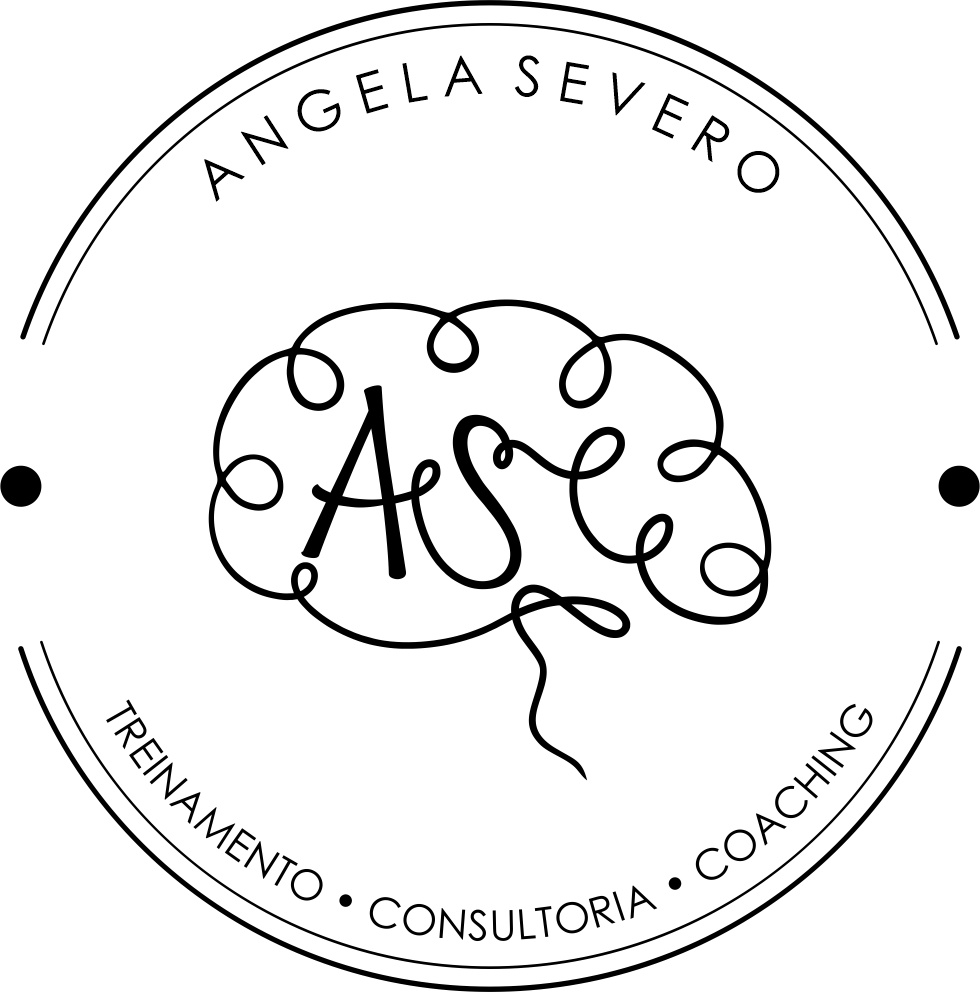 ANGELA SEVERO
AS
TREINAMENTO • CONSULTORIA • COACHING